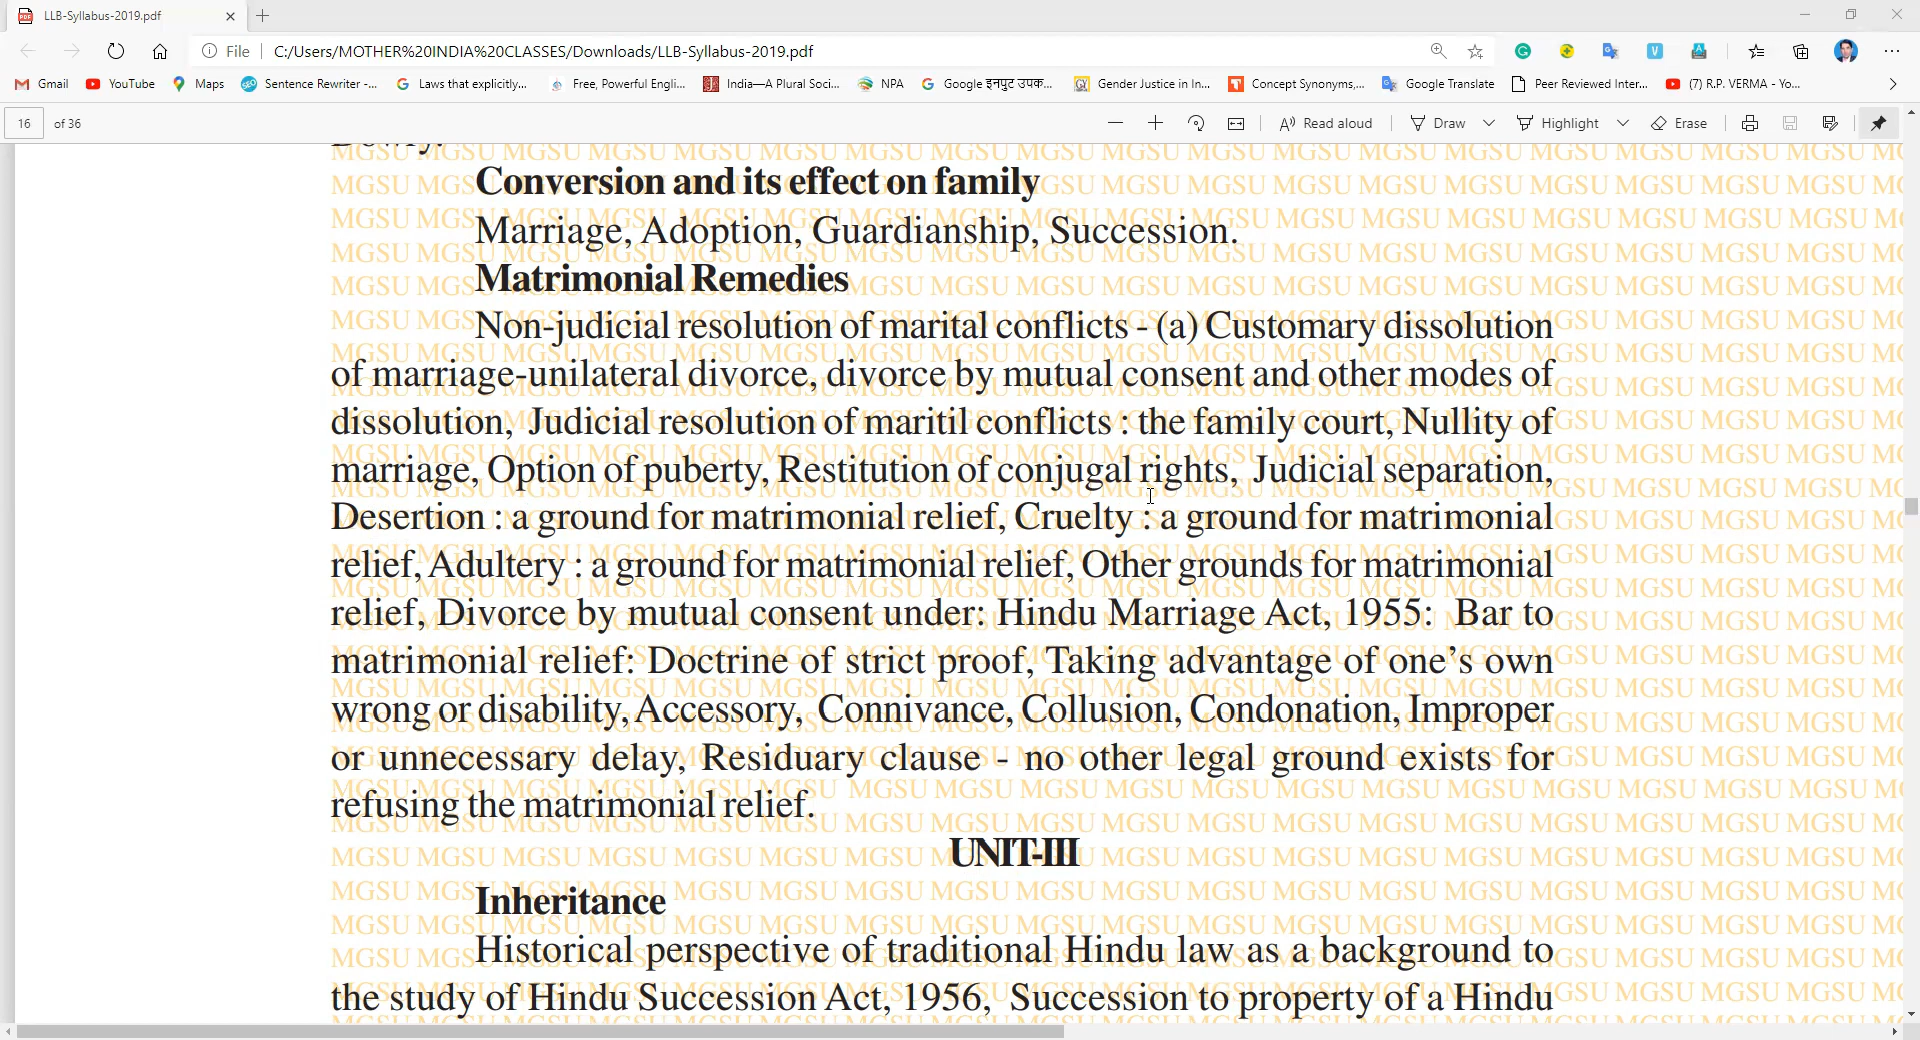 LLB-Syllabus-2019.pdf
File C:/Users/MOTHER%20INDIA%20CLASSES/Downloads/LLB-Syllabus-2019.pdf
Gmail YouTube Maps Sentence Rewriter -... Laws that explicitly... Free, Powerful Engli... India—A Plural Soci... NPA Google इनपुट उपक... Gender Justice in In... Concept Synonyms,... Google Translate Peer Reviewed Inter... (7) R.P. VERMA - Yo...
16 of 36 Read aloud Draw Highlight Erase
Conversion and its effect on family
Marriage, Adoption, Guardianship, Succession.
Matrimonial Remedies
Non-judicial resolution of marital conflicts - (a) Customary dissolution
of marriage-unilateral divorce, divorce by mutual consent and other modes of
dissolution, Judicial resolution of maritil conflicts : the family court, Nullity of
marriage, Option of puberty, Restitution of conjugal rights, Judicial separation,
Desertion : a ground for matrimonial relief, Cruelty : a ground for matrimonial
relief, Adultery : a ground for matrimonial relief, Other grounds for matrimonial
relief, Divorce by mutual consent under: Hindu Marriage Act, 1955: Bar to
matrimonial relief: Doctrine of strict proof, Taking advantage of one's own
wrong or disability, Accessory, Connivance, Collusion, Condonation, Improper
or unnecessary delay, Residuary clause - no other legal ground exists for
refusing the matrimonial relief.
UNIT-III
Inheritance
Historical perspective of traditional Hindu law as a background to
the study of Hindu Succession Act, 1956, Succession to property of a Hindu